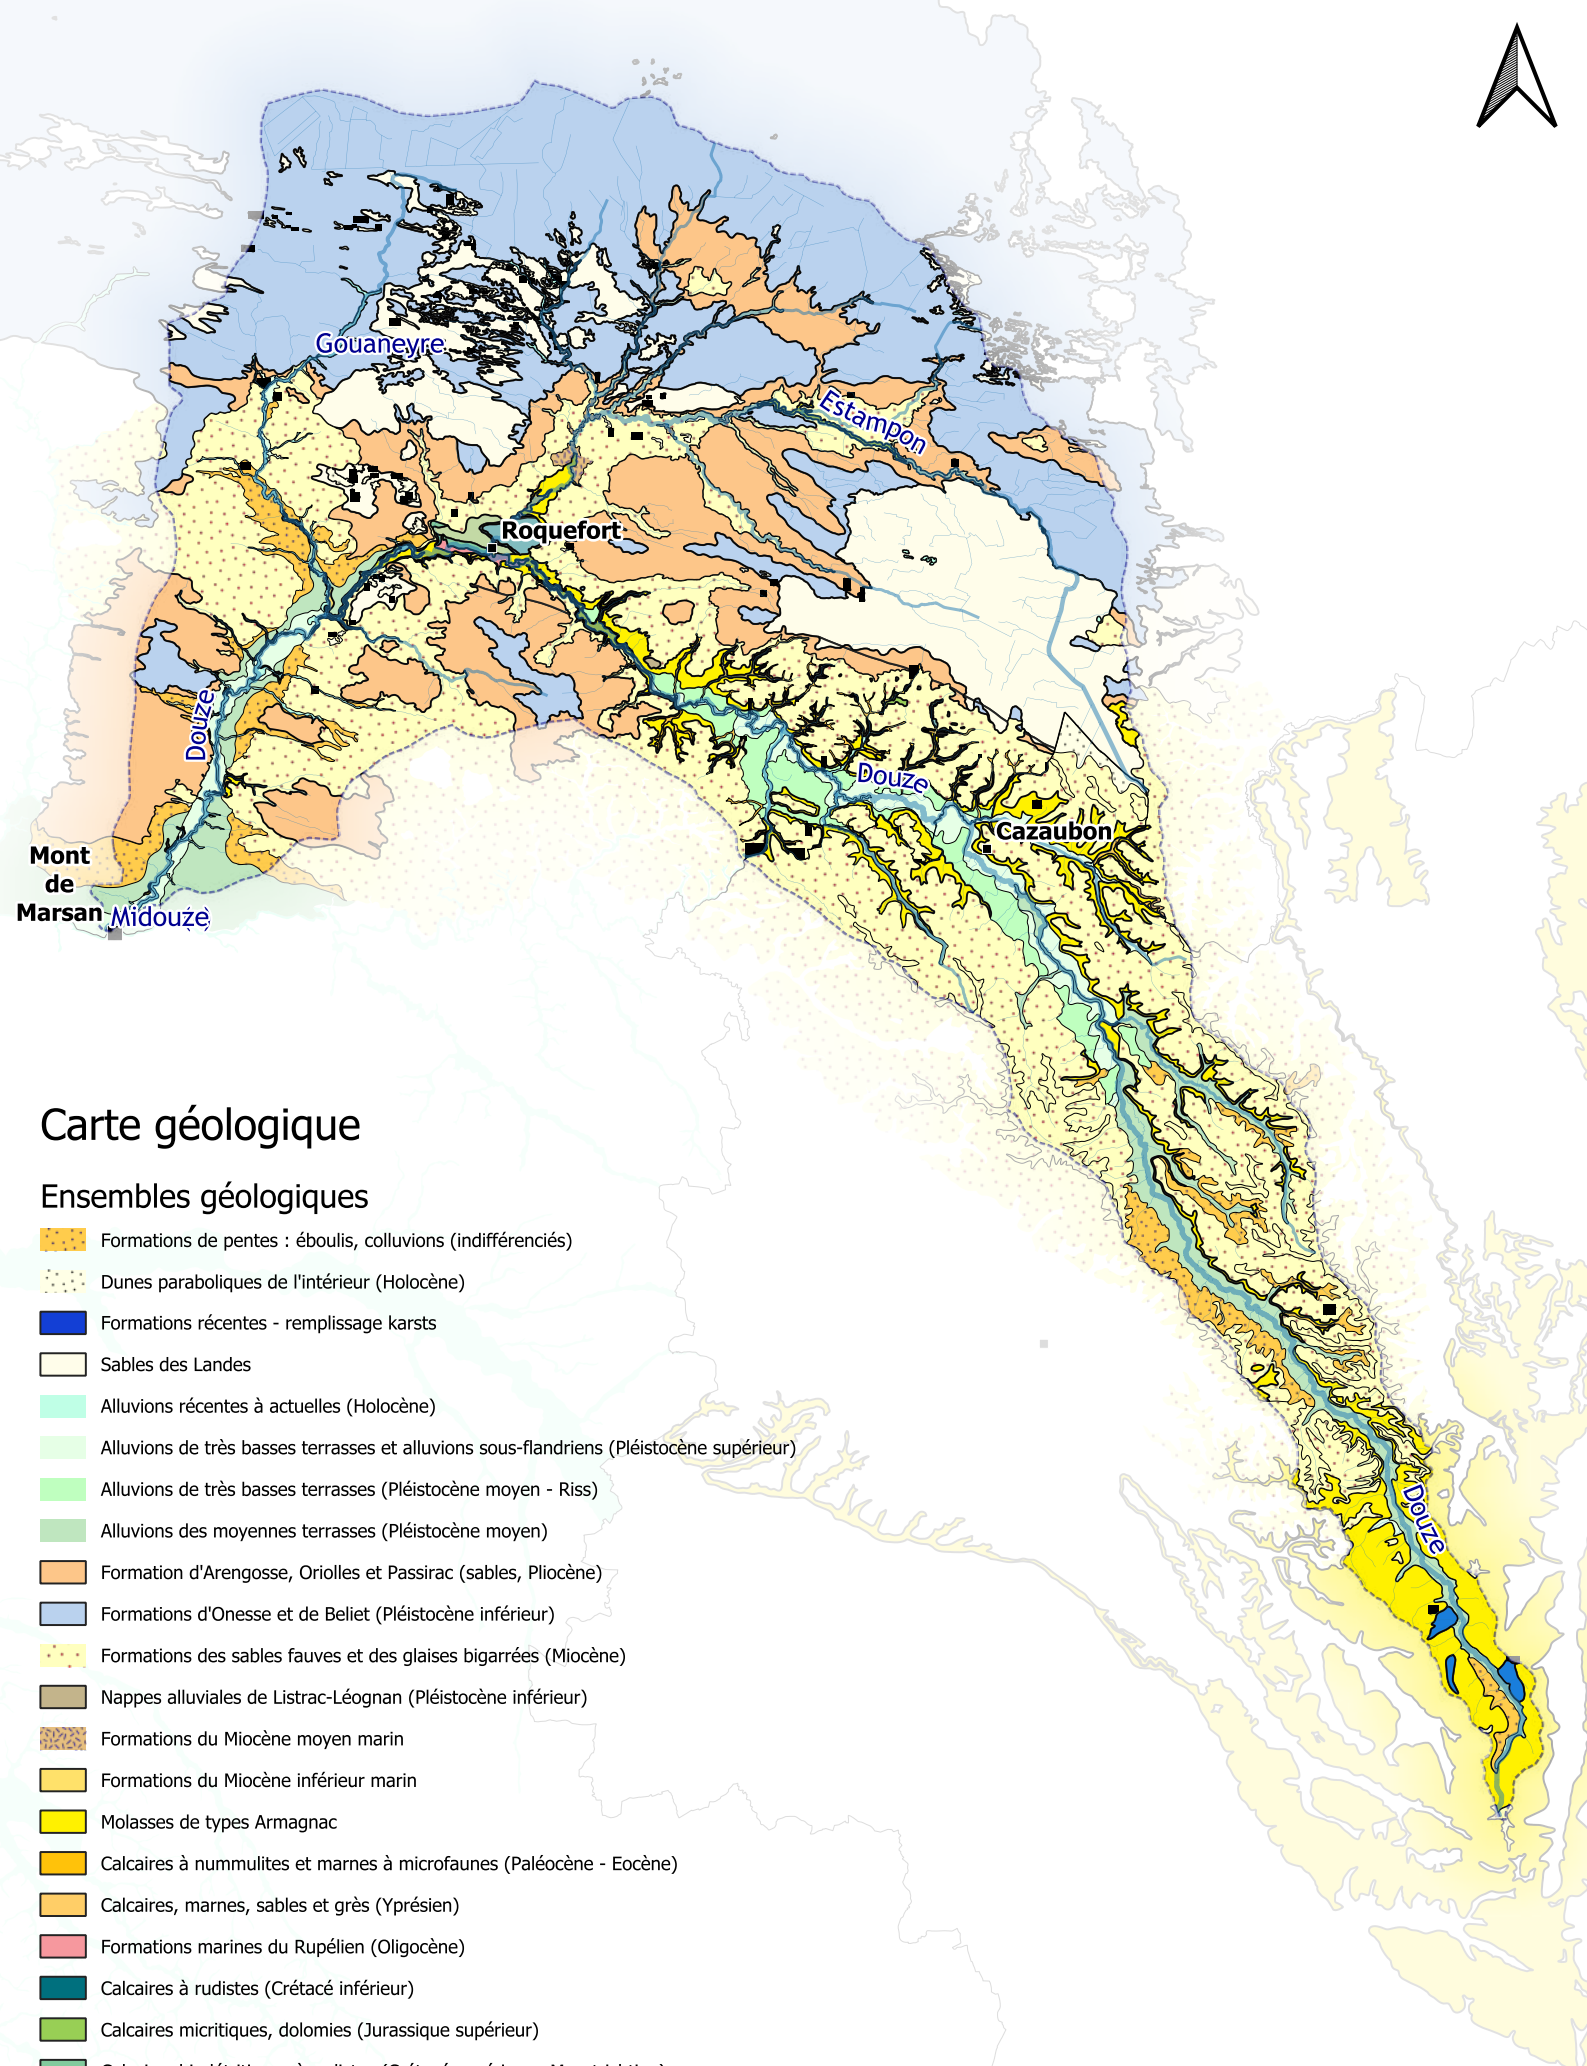 Gouaneyre
Estampon
Roquefort
Douze
Douze
Cazaubon
Mont
de
Marsan
Midouze
Carte géologique
Ensembles géologiques
Douze
Formations de pentes : éboulis, colluvions (indifférenciés)
Dunes paraboliques de l'intérieur (Holocène)
Formations récentes - remplissage karsts
Sables des Landes
Alluvions récentes à actuelles (Holocène)
Alluvions de très basses terrasses et alluvions sous-flandriens (Pléistocène supérieur)
Alluvions de très basses terrasses (Pléistocène moyen - Riss)
Alluvions des moyennes terrasses (Pléistocène moyen)
Formation d'Arengosse, Oriolles et Passirac (sables, Pliocène)
Formations d'Onesse et de Beliet (Pléistocène inférieur)
Formations des sables fauves et des glaises bigarrées (Miocène)
Nappes alluviales de Listrac-Léognan (Pléistocène inférieur)
Formations du Miocène moyen marin
Formations du Miocène inférieur marin
Molasses de types Armagnac
Calcaires à nummulites et marnes à microfaunes (Paléocène - Eocène)
Calcaires, marnes, sables et grès (Yprésien)
Formations marines du Rupélien (Oligocène)
Calcaires à rudistes (Crétacé inférieur)
Calcaires micritiques, dolomies (Jurassique supérieur)